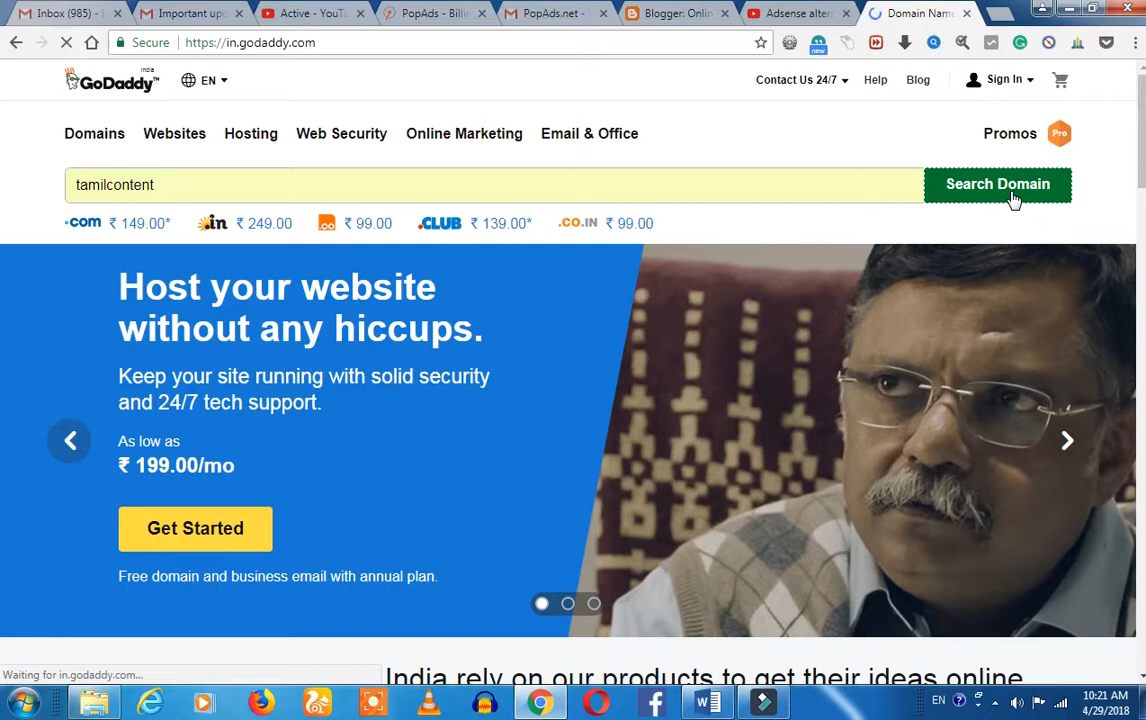 Inbox (985) -
Important up
Active - YouTu
PopAds - Billin
PopAds.net -
Blogger: Onlin
Adsense alter
Domain Name
Secure https://in.godaddy.com
new
GoDaddy™ India
EN
Contact Us 24/7
Help
Blog
Sign In
Domains
Websites
Hosting
Web Security
Online Marketing
Email & Office
Promos
Pro
tamilcontent
Search Domain
.com ₹ 149.00*
.in ₹ 249.00
.co ₹ 99.00
.CLUB ₹ 139.00*
.CO.IN ₹ 99.00
Host your website
without any hiccups.
Keep your site running with solid security
and 24/7 tech support.
As low as
₹ 199.00/mo
Get Started
Free domain and business email with annual plan.
India rely on our products to get their ideas online
Waiting for in.godaddy.com...
EN
10:21 AM
4/29/2018